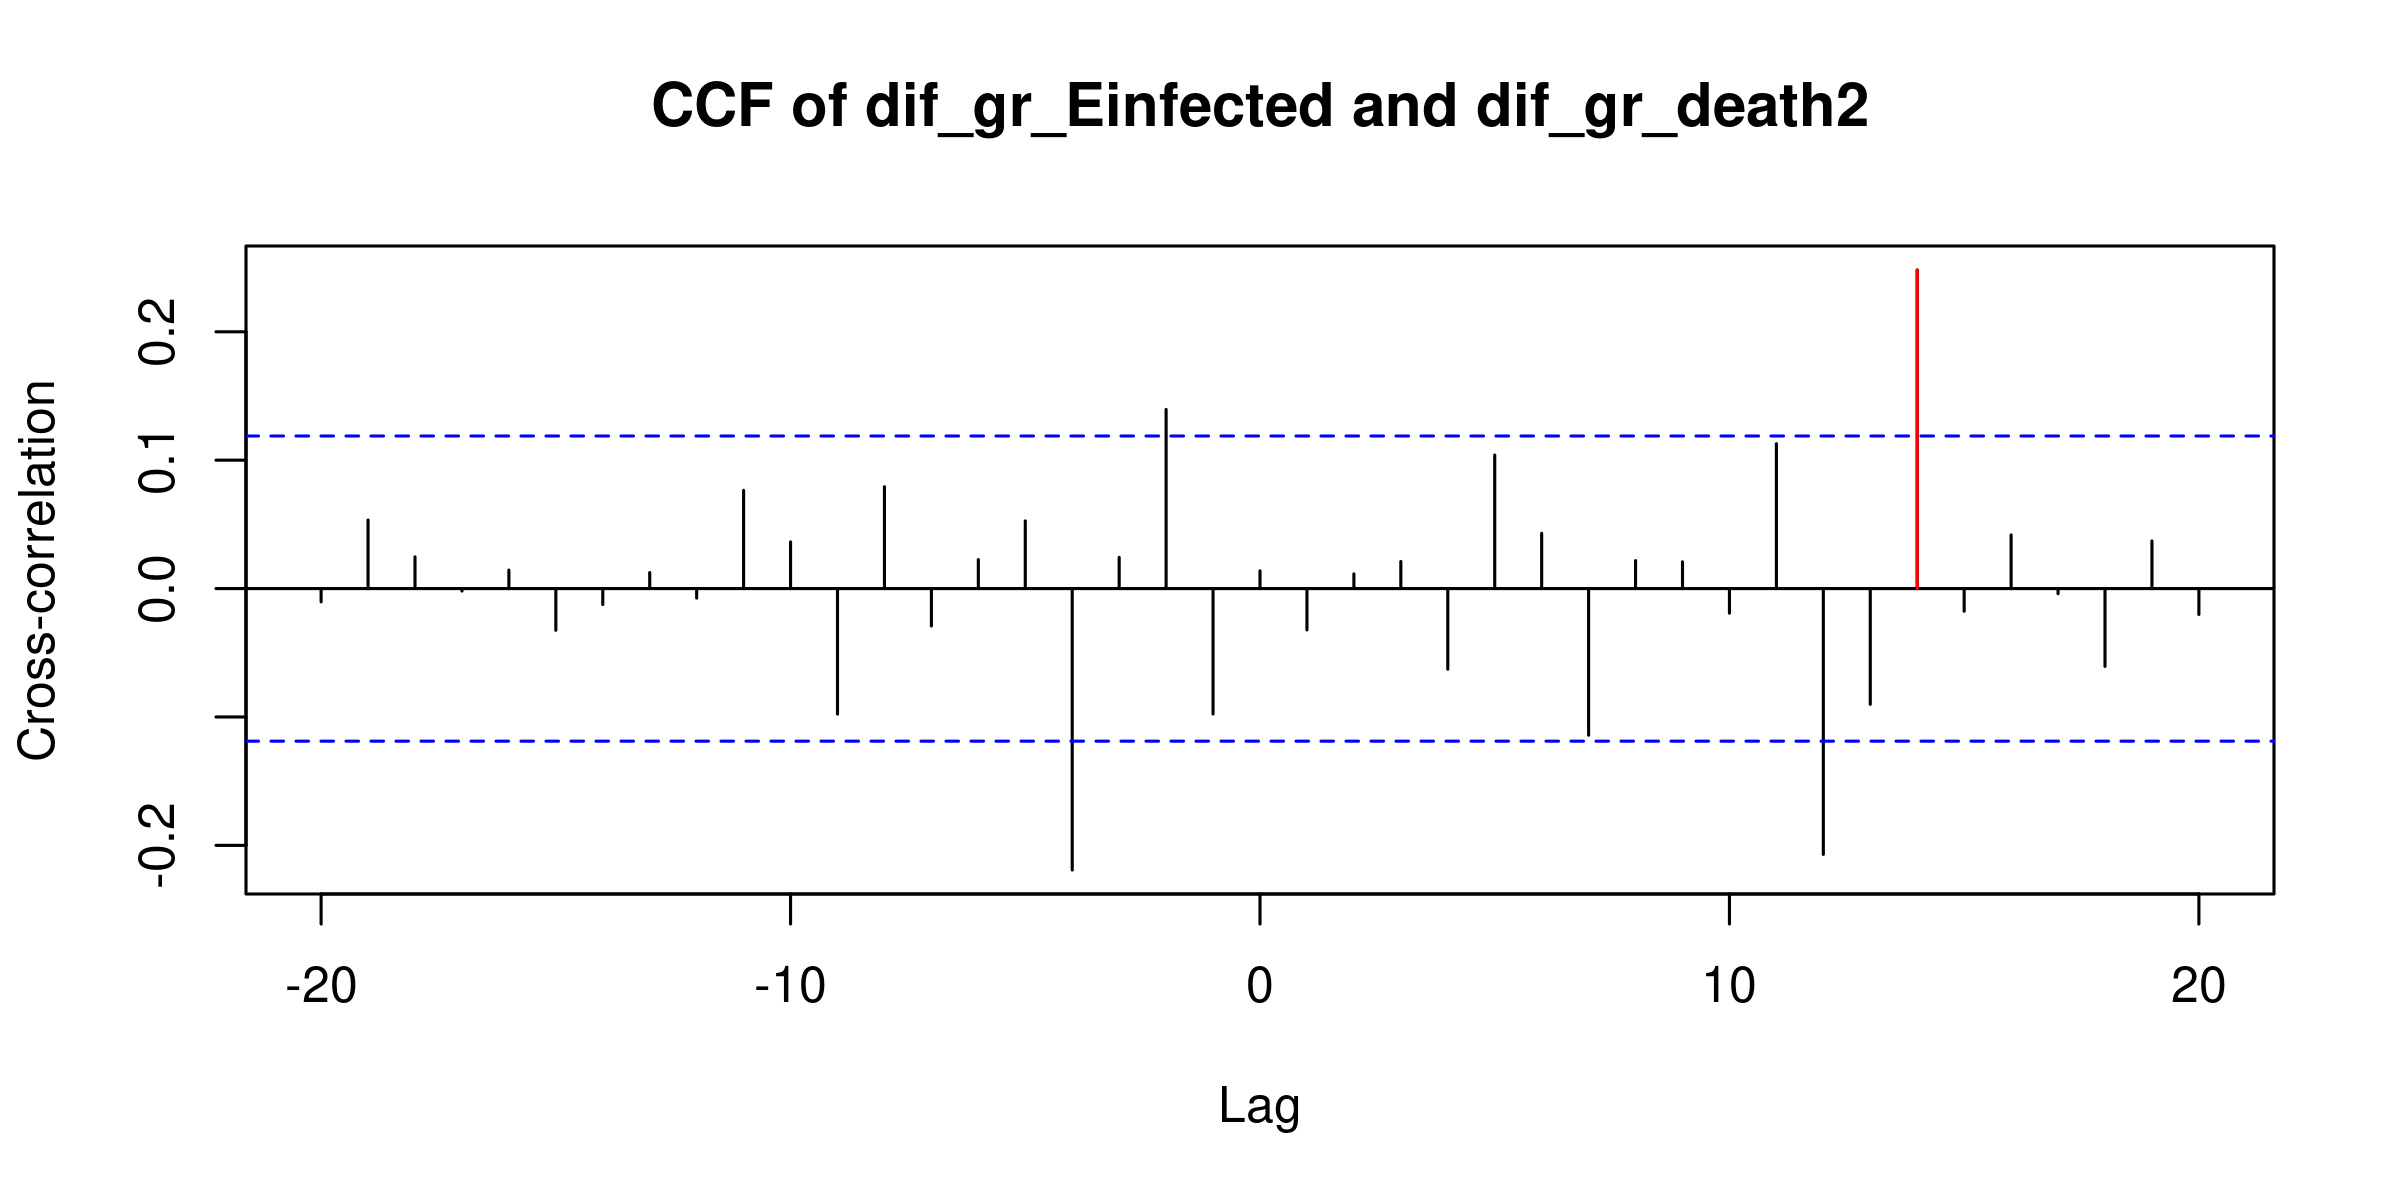 CCF of dif_gr_Einfected and dif_gr_death2
Cross-correlation
0.2
0.1
0.0
-0.2
-20 -10 0 10 20
Lag